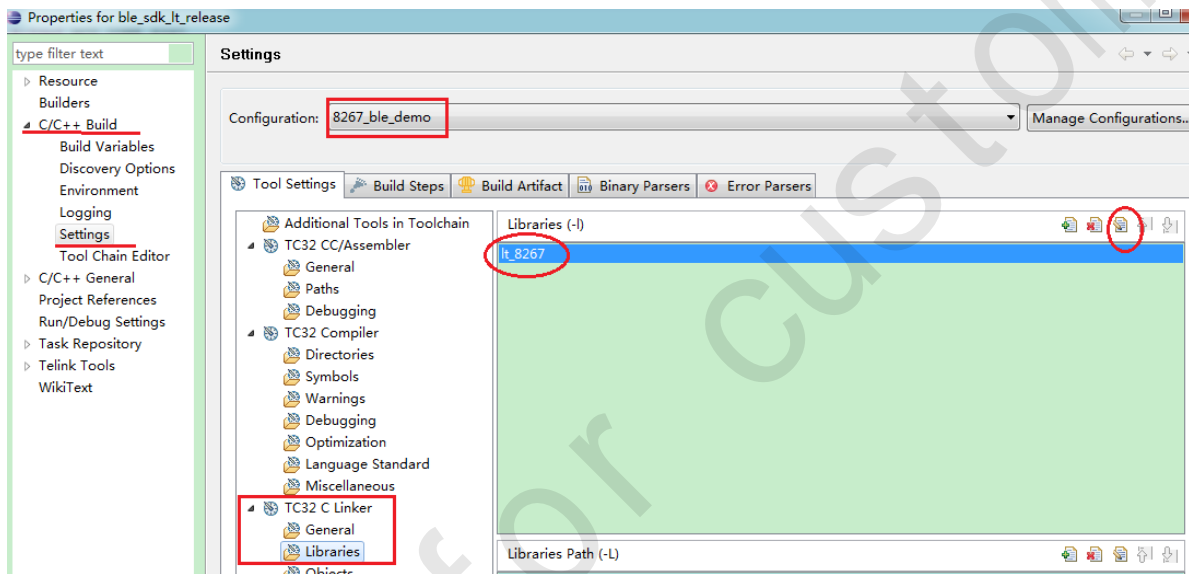 Properties for ble_sdk_lt_release
type filter text
Resource
Builders
C/C++ Build
Build Variables
Discovery Options
Environment
Logging
Settings
Tool Chain Editor
C/C++ General
Project References
Run/Debug Settings
Task Repository
Telink Tools
WikiText
Settings
Configuration: 8267_ble_demo
Manage Configurations...
Tool Settings
Build Steps
Build Artifact
Binary Parsers
Error Parsers
Additional Tools in Toolchain
TC32 CC/Assembler
General
Paths
Debugging
TC32 Compiler
Directories
Symbols
Warnings
Debugging
Optimization
Language Standard
Miscellaneous
TC32 C Linker
General
Libraries
Objects
Libraries (-l)
lt_8267
Libraries Path (-L)
for custom